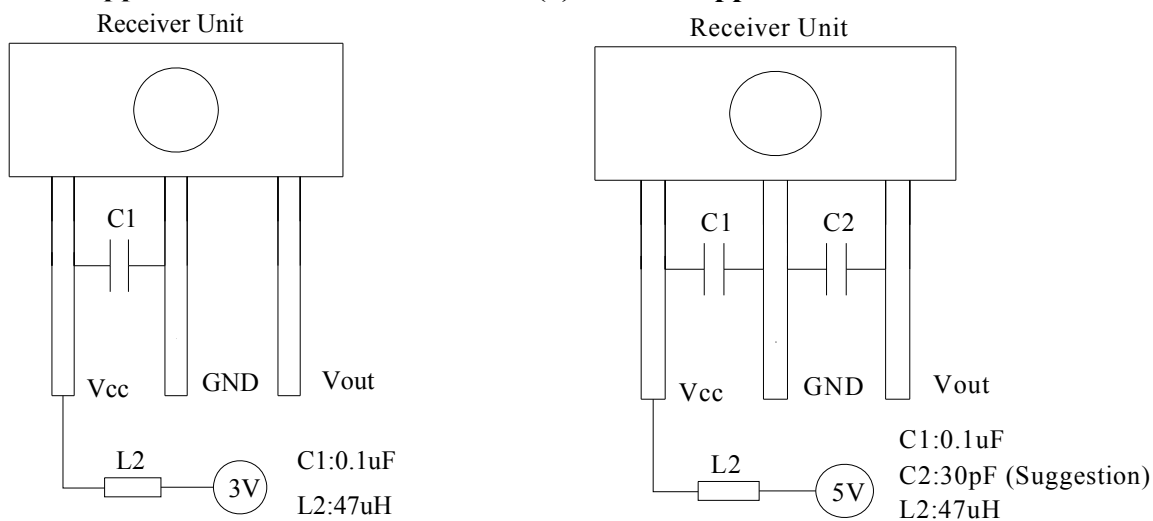 Receiver Unit
C1
Vcc
GND
Vout
L2
3V
C1:0.1uF
L2:47uH
Receiver Unit
C1
C2
Vcc
GND
Vout
L2
5V
C1:0.1uF
C2:30pF (Suggestion)
L2:47uH